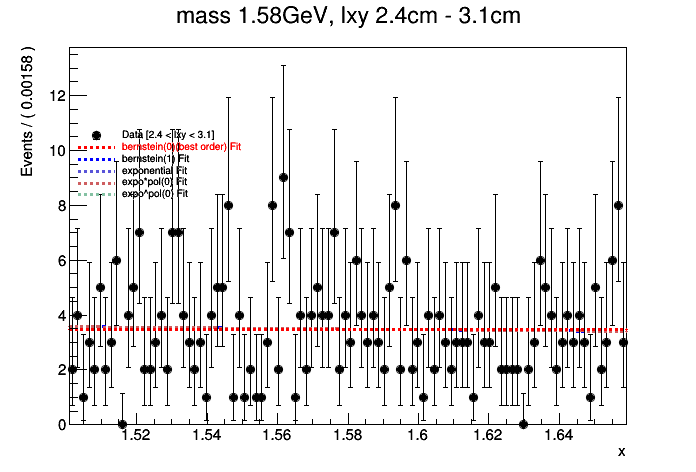 mass 1.58GeV, lxy 2.4cm - 3.1cm
Events / ( 0.00158 )
12
10
8
6
4
2
0
Data [2.4 < lxy < 3.1]
bernstein(0)(best order) Fit
bernstein(1) Fit
exponential Fit
expo*pol(0) Fit
expo^pol(0) Fit
1.52 1.54 1.56 1.58 1.6 1.62 1.64
x